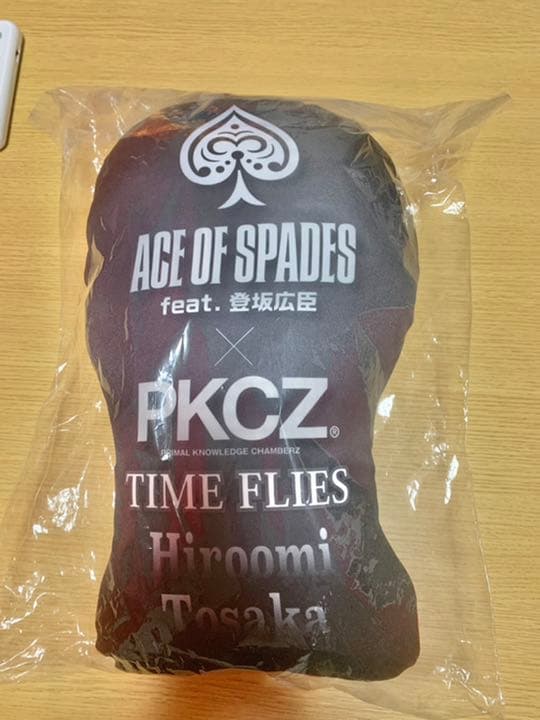 ACE OF SPADES
feat. 登坂広臣
×
PKCZ®
PRIMAL KNOWLEDGE CHAMBERZ
TIME FLIES
Hiroomi
Tosaka